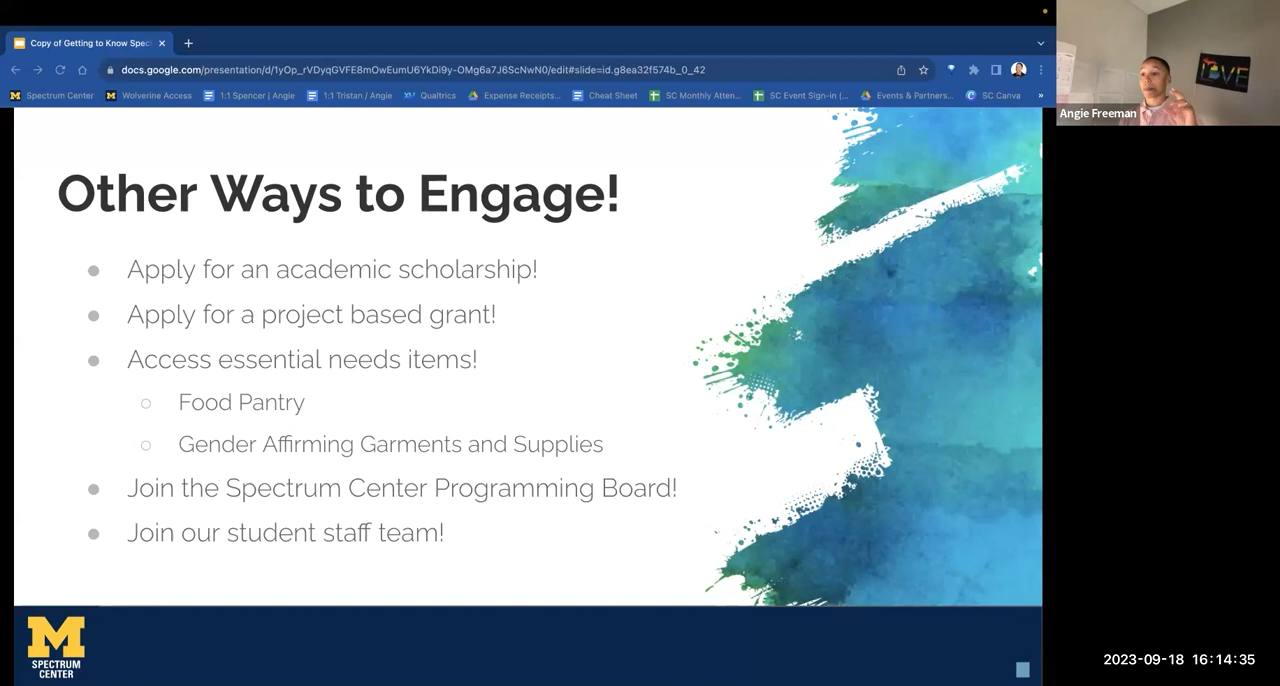 Copy of Getting to Know Spec
docs.google.com/presentation/d/1yOp_rVDyqGVFE8mOwEumU6YkDi9y-OMg6a7J6ScNwN0/edit#slide=id.g8ea32f574b_0_42
Spectrum Center
Wolverine Access
1:1 Spencer | Angie
1:1 Tristan / Angie
Qualtrics
Expense Receipts...
Cheat Sheet
SC Monthly Atten...
SC Event Sign-in (...
Events & Partners...
SC Canva
»
LOVE
Angie Freeman
Other Ways to Engage!
● Apply for an academic scholarship!
● Apply for a project based grant!
● Access essential needs items!
○ Food Pantry
○ Gender Affirming Garments and Supplies
● Join the Spectrum Center Programming Board!
● Join our student staff team!
M
SPECTRUM
CENTER
2023-09-18 16:14:35